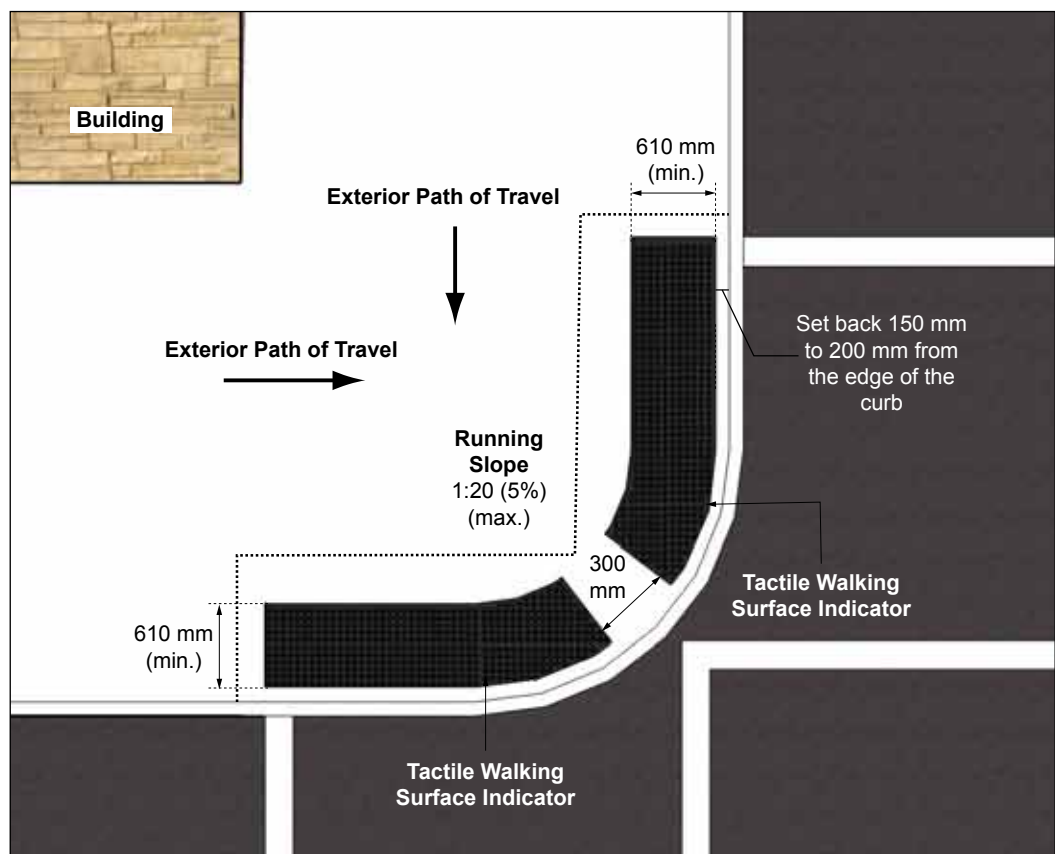 Building
610 mm
(min.)
Exterior Path of Travel
Exterior Path of Travel
Set back 150 mm
to 200 mm from
the edge of the
curb
Running
Slope
1:20 (5%)
(max.)
300
mm
Tactile Walking
Surface Indicator
610 mm
(min.)
Tactile Walking
Surface Indicator